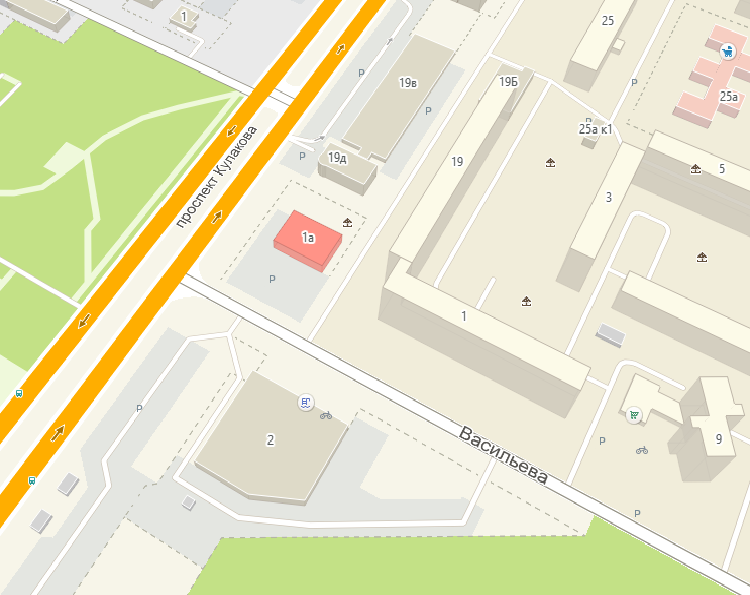 1
25
19Б
19в
25а
25а к1
Р
Р
Р
Р
Р
проспект Кулакова
19д
19
5
3
1а
Р
1
2
Р
Васильева
9
Р
Р